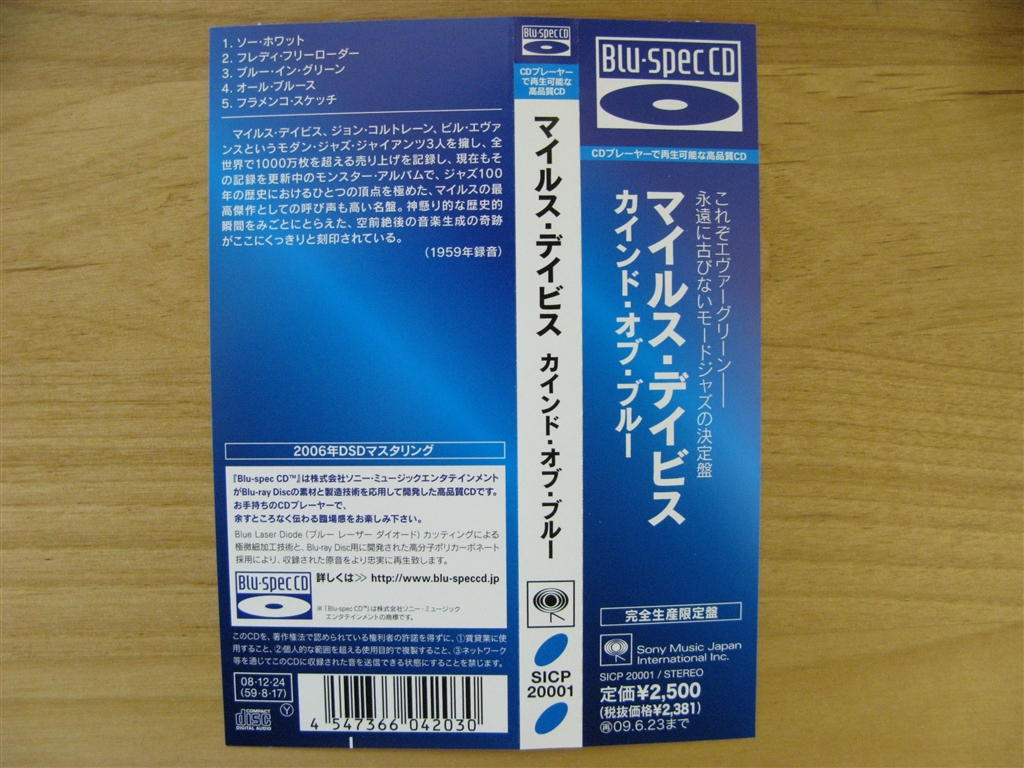 1. ソー・ホワット
2. フレディ・フリーローダー
3. ブルー・イン・グリーン
4. オール・ブルース
5. フラメンコ・スケッチ
マイルス・デイビス、ジョン・コルトレーン、ビル・エヴァ
ンスというモダン・ジャズ・ジャイアンツ3人を擁し、全
世界で1000万枚を超える売り上げを記録し、現在もそ
の記録を更新中のモンスター・アルバムで、ジャズ100
年の歴史におけるひとつの頂点を極めた、マイルスの最
高傑作としての呼び声も高い名盤。神懸り的な歴史的
瞬間をみごとにとらえた、空前絶後の音楽生成の奇跡
がここにくっきりと刻印されている。
(1959年録音)
2006年DSDマスタリング
『Blu-spec CD™』は株式会社ソニー・ミュージックエンタテインメント
がBlu-ray Discの素材と製造技術を応用して開発した高品質CDです。
お手持ちのCDプレーヤーで、
余すところなく伝わる臨場感をお楽しみ下さい。
Blue Laser Diode (ブルー レーザー ダイオード) カッティングによる
極微細加工技術と、Blu-ray Disc用に開発された高分子ポリカーボネート
採用により、収録された原音をより忠実に再生致します。
Blu-spec CD
詳しくは>> http://www.blu-speccd.jp
※「Blu-spec CD™」は株式会社ソニー・ミュージック
エンタテインメントの商標です。
このCDを、著作権法で認められている権利者の許諾を得ずに、①賃貸業に使
用すること、②個人的な範囲を超える使用目的で複製すること、③ネットワーク
等を通じてこのCDに収録された音を送信できる状態にすることを禁じます。
08・12・24
(59・8・17)
COMPACT
disc
DIGITAL AUDIO
Y
4 547366 042030
Blu-spec CD
CDプレーヤー
で再生可能な
高品質CD
マイルス・デイビス カインド・オブ・ブルー
SICP
20001
Blu-spec CD
CDプレーヤーで再生可能な高品質CD
これぞエヴァーグリーン――
永遠に古びないモードジャズの決定盤
マイルス・デイビス
カインド・オブ・ブルー
完全生産限定盤
Sony Music Japan
International Inc.
SICP 20001 / STEREO
定価¥2,500
(税抜価格¥2,381)
再09.6.23まで